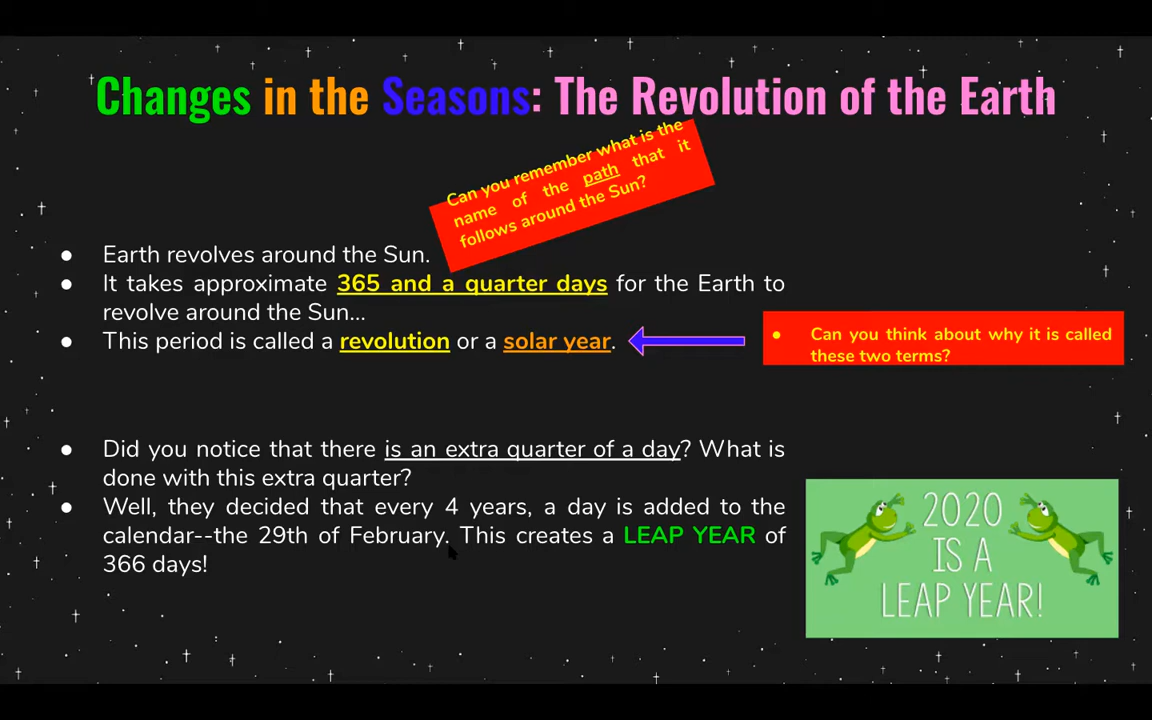 Changes in the Seasons: The Revolution of the Earth
Can you remember what is the
name of the path that it
follows around the Sun?
● Earth revolves around the Sun.
● It takes approximate 365 and a quarter days for the Earth to
revolve around the Sun...
● This period is called a revolution or a solar year.
● Can you think about why it is called
these two terms?
● Did you notice that there is an extra quarter of a day? What is
done with this extra quarter?
● Well, they decided that every 4 years, a day is added to the
calendar--the 29th of February. This creates a LEAP YEAR of
366 days!
2020
IS A
LEAP YEAR!